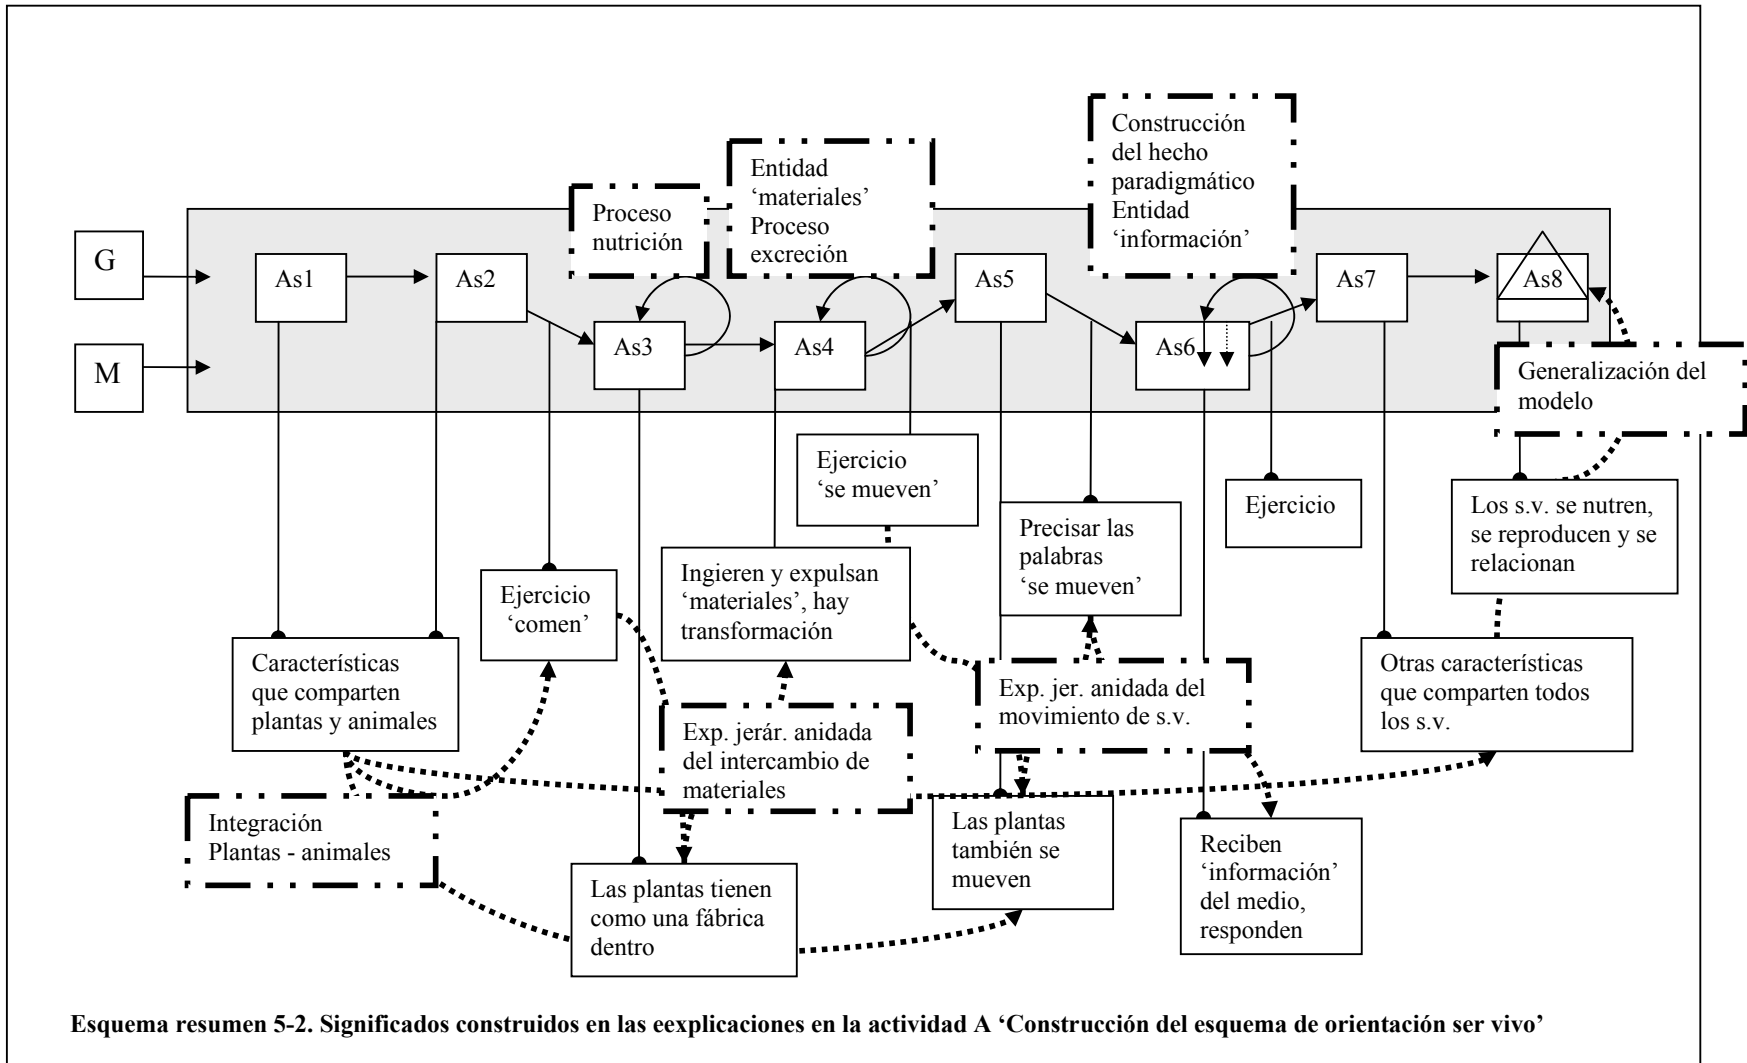 Construcción
del hecho
paradigmático
Entidad
‘información’
Entidad
‘materiales’
Proceso
excreción
Proceso
nutrición
G
M
As1
As2
As3
As4
As5
As6
As7
As8
Generalización del
modelo
Ejercicio
‘se mueven’
Ejercicio
Los s.v. se nutren,
se reproducen y se
relacionan
Precisar las
palabras
‘se mueven’
Ingieren y expulsan
‘materiales’, hay
transformación
Ejercicio
‘comen’
Características
que comparten
plantas y animales
Otras características
que comparten todos
los s.v.
Exp. jer. anidada del
movimiento de s.v.
Exp. jerár. anidada
del intercambio de
materiales
Integración
Plantas - animales
Las plantas
también se
mueven
Reciben
‘información’
del medio,
responden
Las plantas tienen
como una fábrica
dentro
Esquema resumen 5-2. Significados construidos en las eexplicaciones en la actividad A ‘Construcción del esquema de orientación ser vivo’